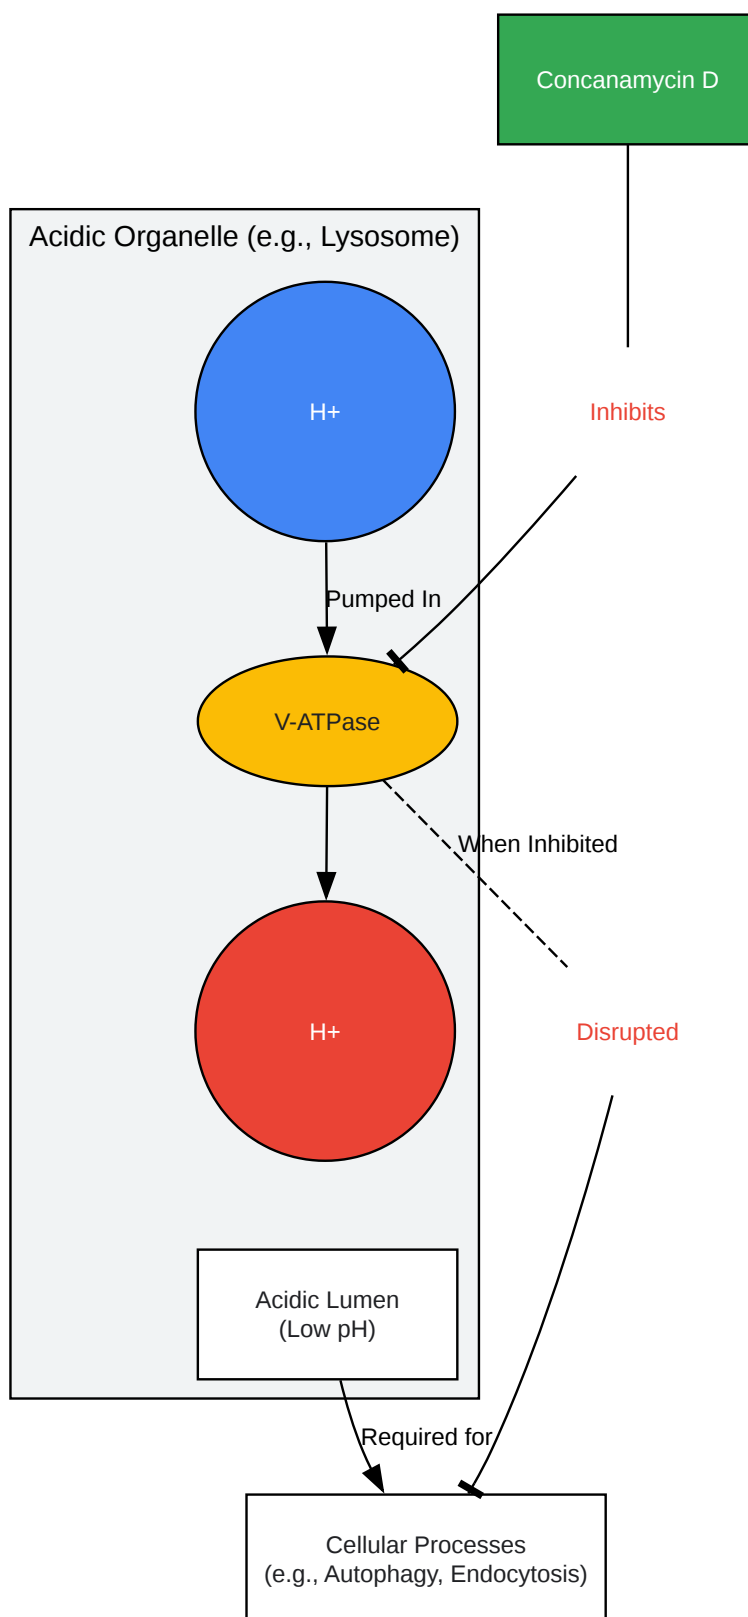 Concanamycin D
Acidic Organelle (e.g., Lysosome)
H+
Inhibits
Pumped In
V-ATPase
When Inhibited
H+
Disrupted
Acidic Lumen
(Low pH)
Required for
Cellular Processes
(e.g., Autophagy, Endocytosis)